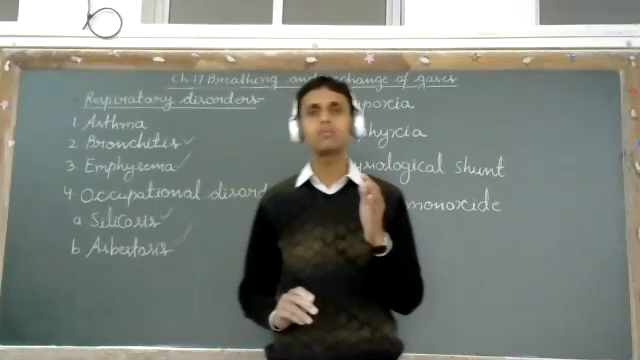 Ch 17 Breathing and exchange of gases
Respiratory disorders
1 Asthma
2 Bronchitis
3. Emphysema
4. Occupational disord
a Silicosis
b Asbestosis
poxia
hyxia
mological shunt
monoxide